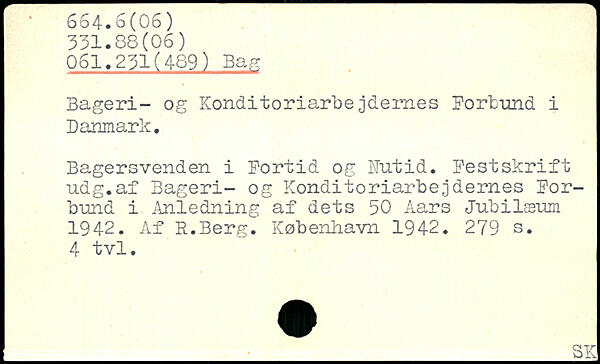 664.6(06)
331.88(06)
061.231(489) Bag
Bageri- og Konditoriarbejdernes Forbund i
Danmark.
Bagersvenden i Fortid og Nutid. Festskrift
udg.af Bageri- og Konditoriarbejdernes For-
bund i Anledning af dets 50 Aars Jubilæum
1942. Af R.Berg. København 1942. 279 s.
4 tvl.
SK